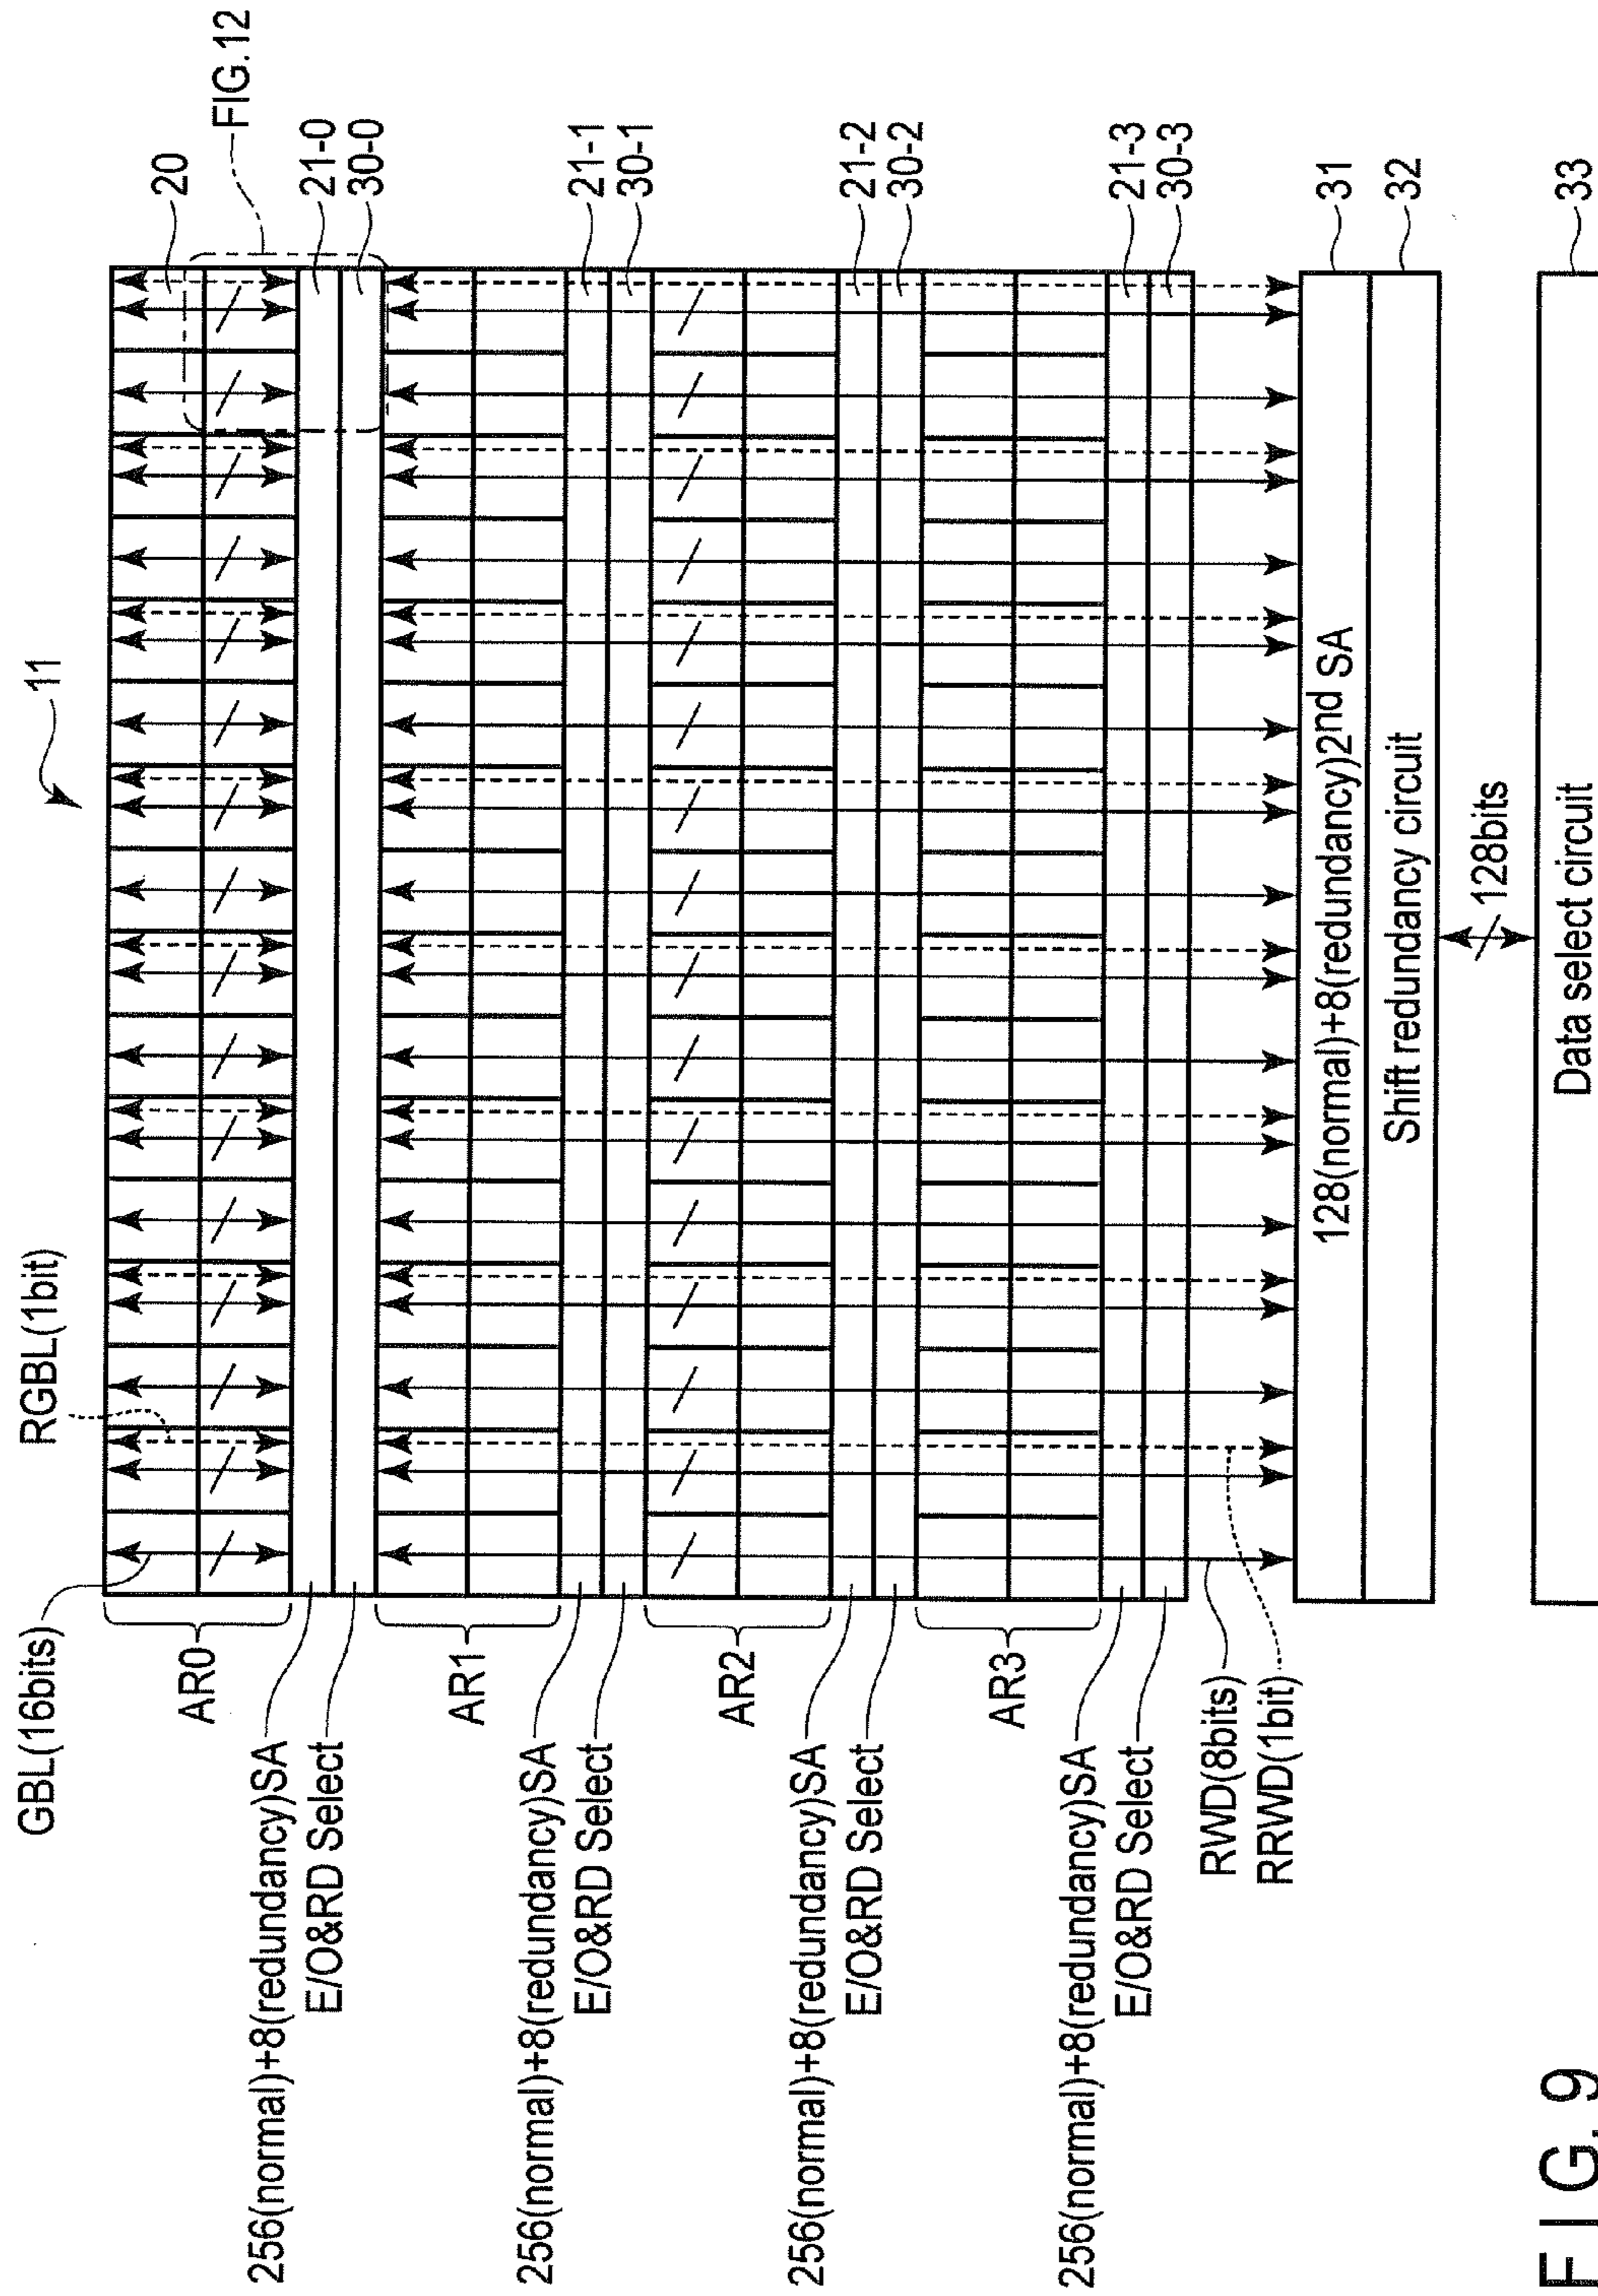 11
RGBL(1bit)
GBL(16bits)
20
FIG.12
AR0
21-0
30-0
256(normal)+8(redundancy)SA
E/O&RD Select
AR1
21-1
30-1
256(normal)+8(redundancy)SA
E/O&RD Select
AR2
21-2
30-2
256(normal)+8(redundancy)SA
E/O&RD Select
AR3
21-3
30-3
256(normal)+8(redundancy)SA
E/O&RD Select
RWD(8bits)
RRWD(1bit)
128(normal)+8(redundancy)2nd SA
31
Shift redundancy circuit
32
128bits
Data select circuit
33
FIG. 9